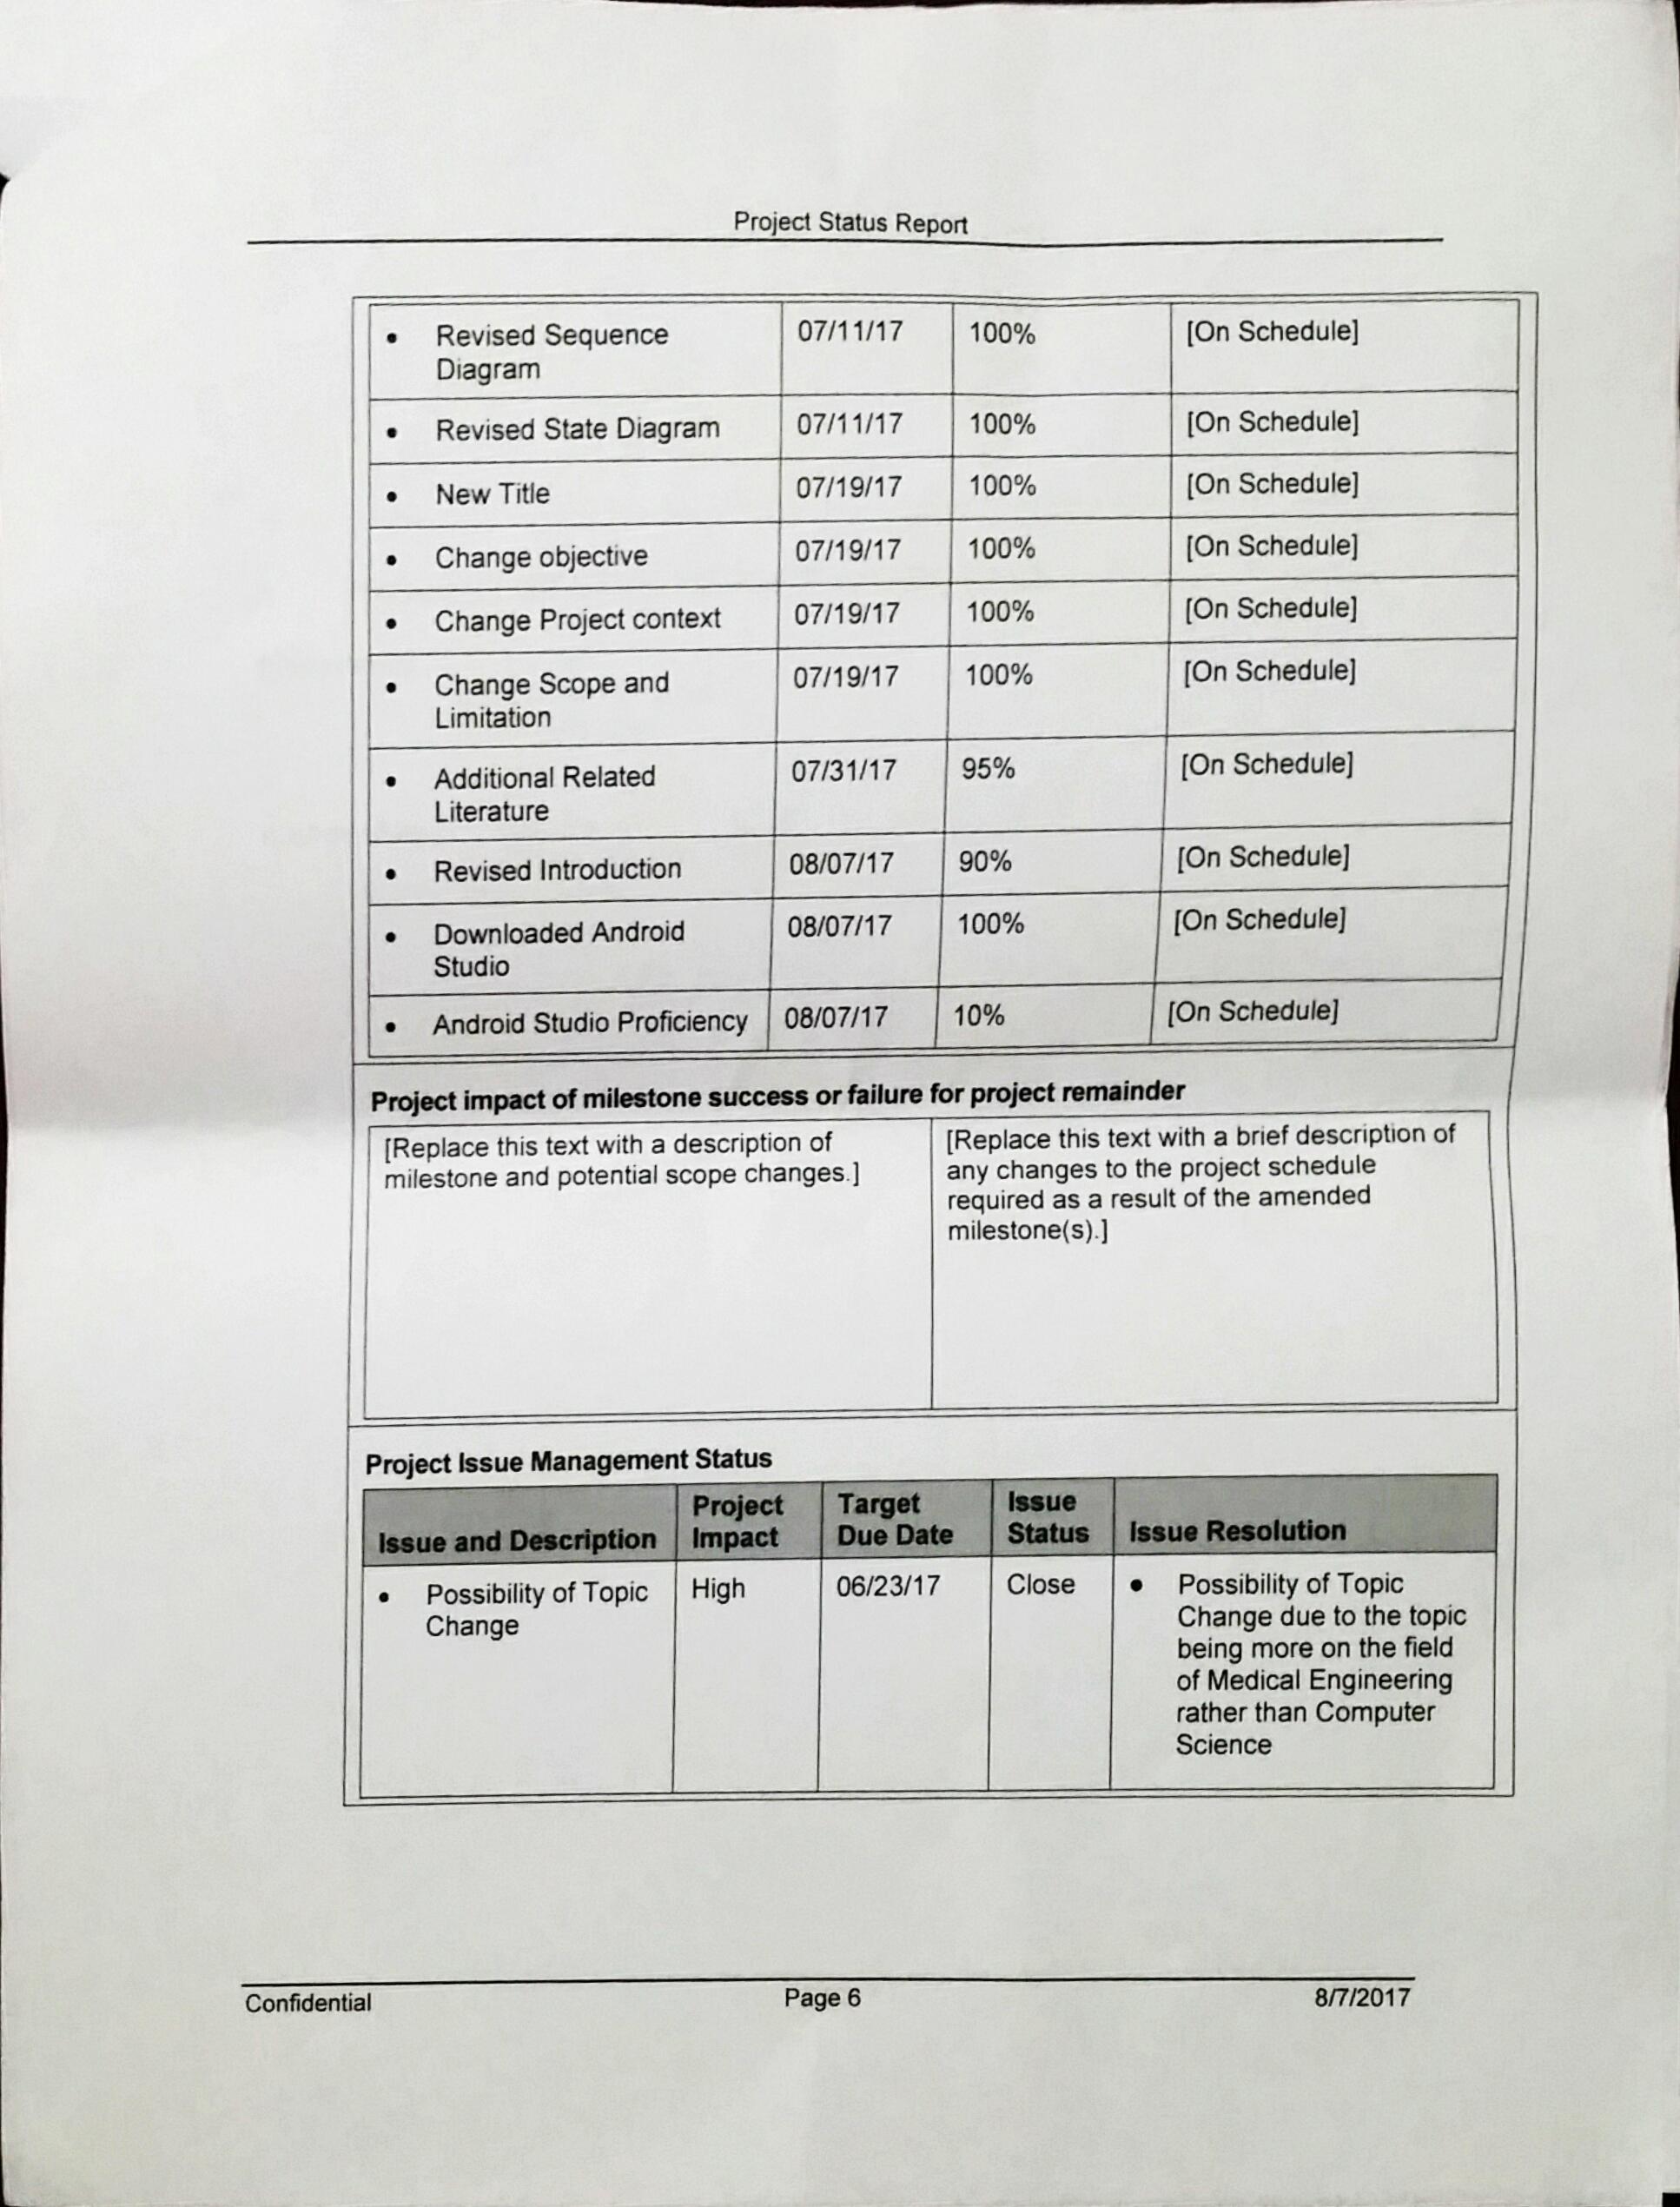 Project Status Report
• Revised Sequence 07/11/17 100% [On Schedule]
Diagram
• Revised State Diagram 07/11/17 100% [On Schedule]
• New Title 07/19/17 100% [On Schedule]
• Change objective 07/19/17 100% [On Schedule]
• Change Project context 07/19/17 100% [On Schedule]
• Change Scope and 07/19/17 100% [On Schedule]
Limitation
• Additional Related 07/31/17 95% [On Schedule]
Literature
• Revised Introduction 08/07/17 90% [On Schedule]
• Downloaded Android 08/07/17 100% [On Schedule]
Studio
• Android Studio Proficiency 08/07/17 10% [On Schedule]
Project impact of milestone success or failure for project remainder
[Replace this text with a description of
milestone and potential scope changes.]
[Replace this text with a brief description of
any changes to the project schedule
required as a result of the amended
milestone(s).]
Project Issue Management Status
Issue and Description
Project
Impact
Target
Due Date
Issue
Status
Issue Resolution
• Possibility of Topic
Change
High
06/23/17
Close
• Possibility of Topic
Change due to the topic
being more on the field
of Medical Engineering
rather than Computer
Science
Confidential Page 6 8/7/2017